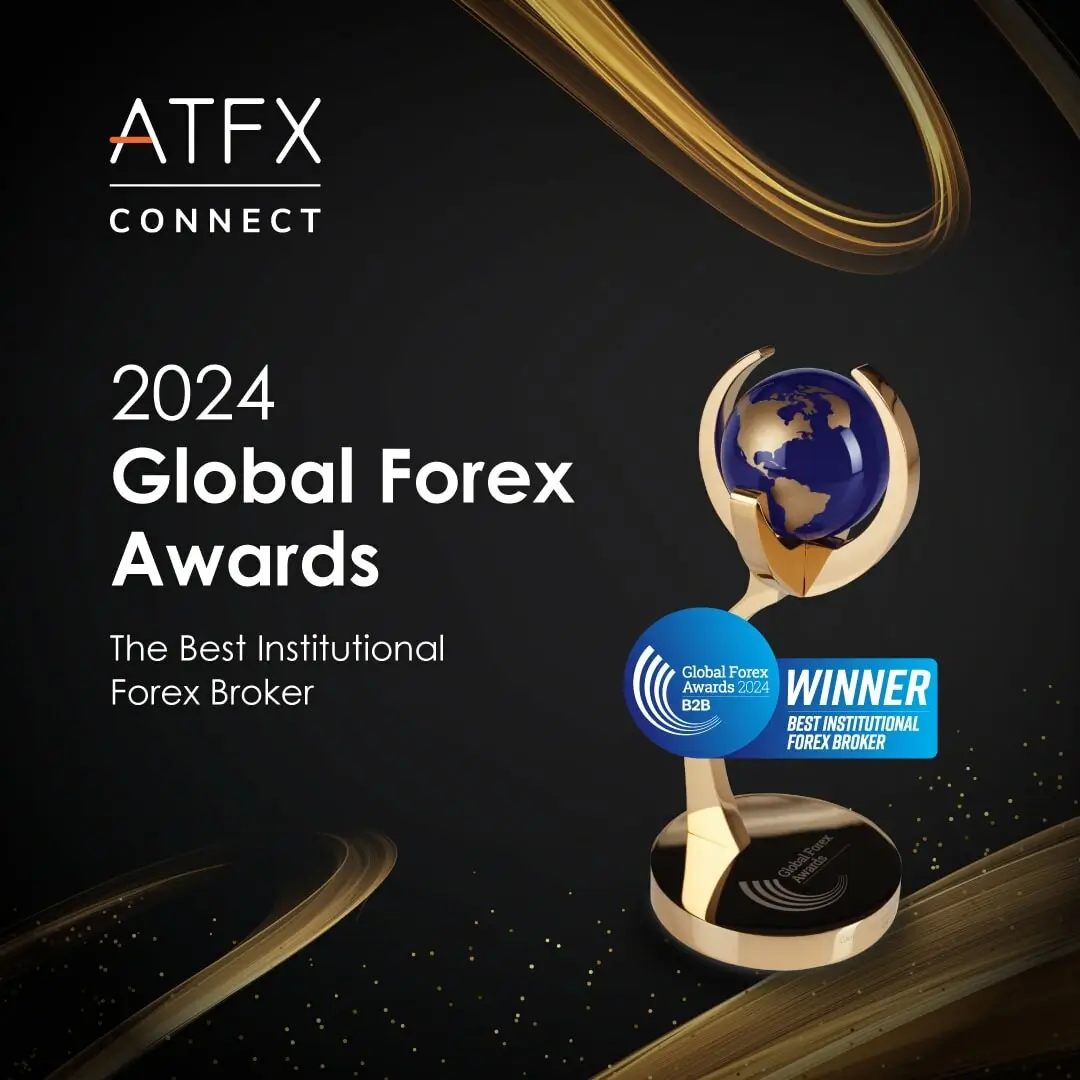 ATFX
CONNECT
2024
Global Forex
Awards
The Best Institutional
Forex Broker
Global Forex
Awards 2024
B2B
WINNER
BEST INSTITUTIONAL
FOREX BROKER
Global Forex
Awards